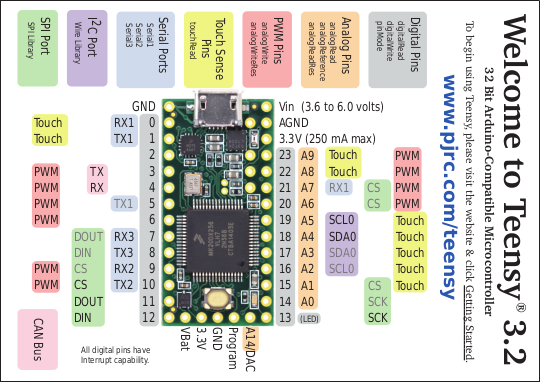 Welcome to Teensy® 3.2
32 Bit Arduino-Compatible Microcontroller
To begin using Teensy, please visit the website & click Getting Started.
www.pjrc.com/teensy
Digital Pins
digitalRead
digitalWrite
pinMode
Analog Pins
analogRead
analogReference
analogReadRes
PWM Pins
analogWrite
analogWriteRes
Touch Sense
Pins
touchRead
Serial Ports
Serial1
Serial2
Serial3
I²C Port
Wire Library
SPI Port
SPI Library
GND Vin (3.6 to 6.0 volts)
Touch RX1 0 AGND
Touch TX1 1 3.3V (250 mA max)
2 23 A9 Touch PWM
PWM TX 3 22 A8 Touch PWM
PWM RX 4 21 A7 RX1 CS PWM
PWM TX1 5 20 A6 CS PWM
PWM 6 19 A5 SCL0 Touch
DOUT RX3 7 18 A4 SDA0 Touch
DIN TX3 8 17 A3 SDA0 Touch
PWM CS RX2 9 16 A2 SCL0 Touch
PWM CS TX2 10 15 A1 CS Touch
DOUT 11 14 A0 SCK
DIN 12 13 (LED) SCK
CAN Bus
All digital pins have
Interrupt capability.
VBat
3.3V
GND
Program
A14/DAC